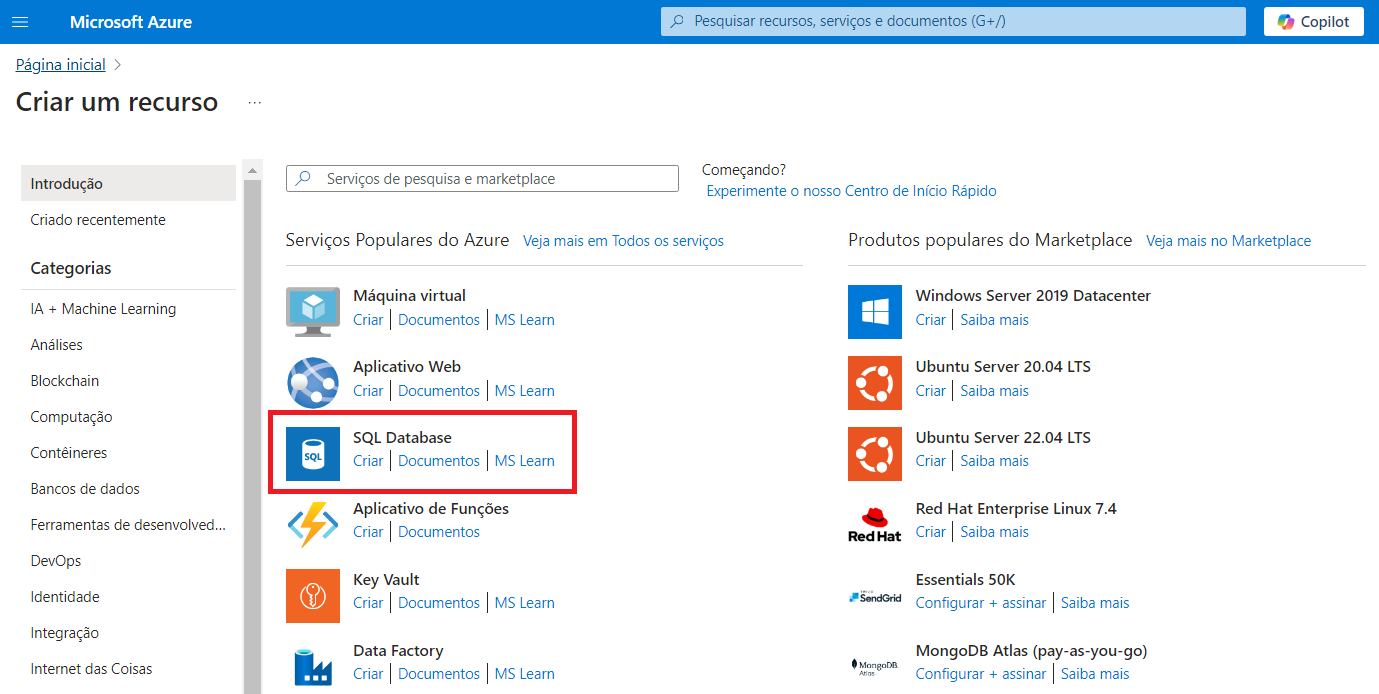 Microsoft Azure
Pesquisar recursos, serviços e documentos (G+/)
Copilot
Página inicial
Criar um recurso
...
Introdução
Criado recentemente
Categorias
IA + Machine Learning
Análises
Blockchain
Computação
Contêineres
Bancos de dados
Ferramentas de desenvolved...
DevOps
Identidade
Integração
Internet das Coisas
Serviços de pesquisa e marketplace
Começando?
Experimente o nosso Centro de Início Rápido
Serviços Populares do Azure Veja mais em Todos os serviços
Máquina virtual
Criar | Documentos | MS Learn
Aplicativo Web
Criar | Documentos | MS Learn
SQL
SQL Database
Criar | Documentos | MS Learn
Aplicativo de Funções
Criar | Documentos
Key Vault
Criar | Documentos | MS Learn
Data Factory
Criar | Documentos | MS Learn
Produtos populares do Marketplace Veja mais no Marketplace
Windows Server 2019 Datacenter
Criar | Saiba mais
Ubuntu Server 20.04 LTS
Criar | Saiba mais
Ubuntu Server 22.04 LTS
Criar | Saiba mais
Red Hat
Red Hat Enterprise Linux 7.4
Criar | Saiba mais
SendGrid
Essentials 50K
Configurar + assinar | Saiba mais
MongoDB.
Atlas
MongoDB Atlas (pay-as-you-go)
Configurar + assinar | Saiba mais